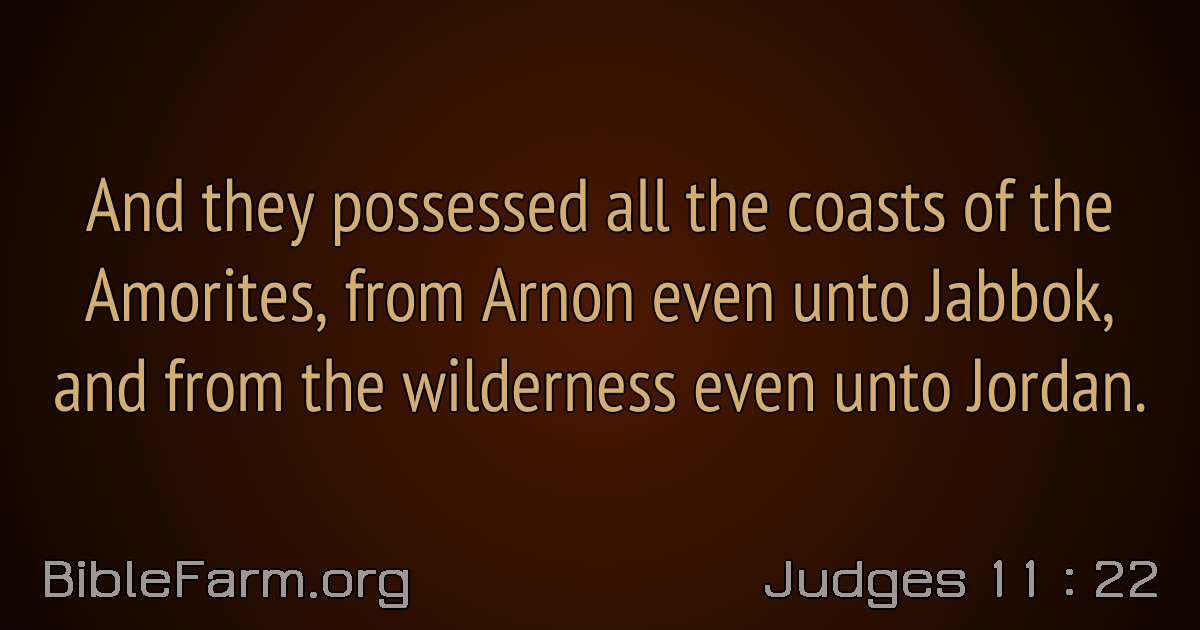 And they possessed all the coasts of the
Amorites, from Arnon even unto Jabbok,
and from the wilderness even unto Jordan.
BibleFarm.org
Judges 11 : 22